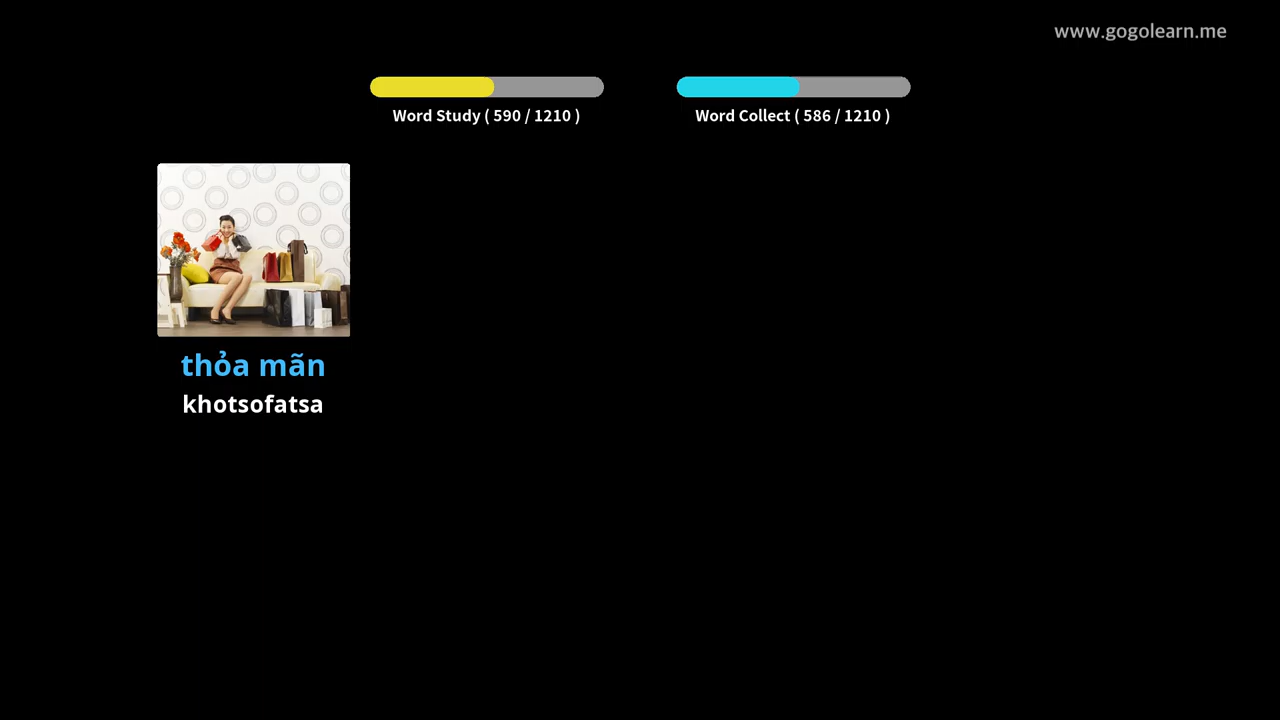 www.gogolearn.me
Word Study ( 590 / 1210 )
Word Collect ( 586 / 1210 )
thỏa mãn
khotsofatsa